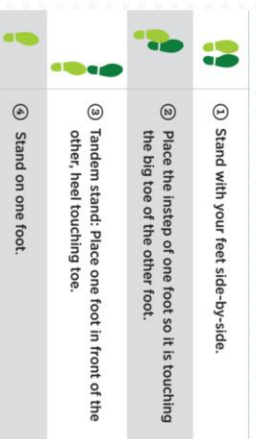 ① Stand with your feet side-by-side.
② Place the instep of one foot so it is touching
the big toe of the other foot.
③ Tandem stand: Place one foot in front of the
other, heel touching toe.
④ Stand on one foot.